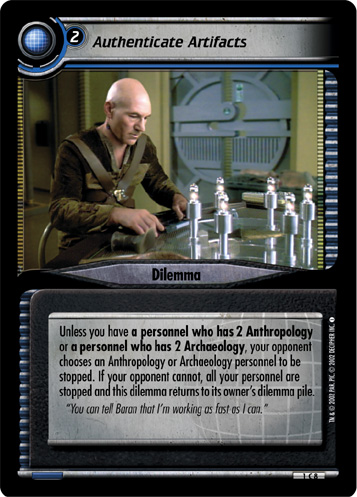 2
Authenticate Artifacts
Dilemma
Unless you have a personnel who has 2 Anthropology
or a personnel who has 2 Archaeology, your opponent
chooses an Anthropology or Archaeology personnel to be
stopped. If your opponent cannot, all your personnel are
stopped and this dilemma returns to its owner's dilemma pile.
"You can tell Baran that I'm working as fast as I can."
TM & © 2002 PAR. PIC. © 2002 DECIPHER INC.
1 C 8